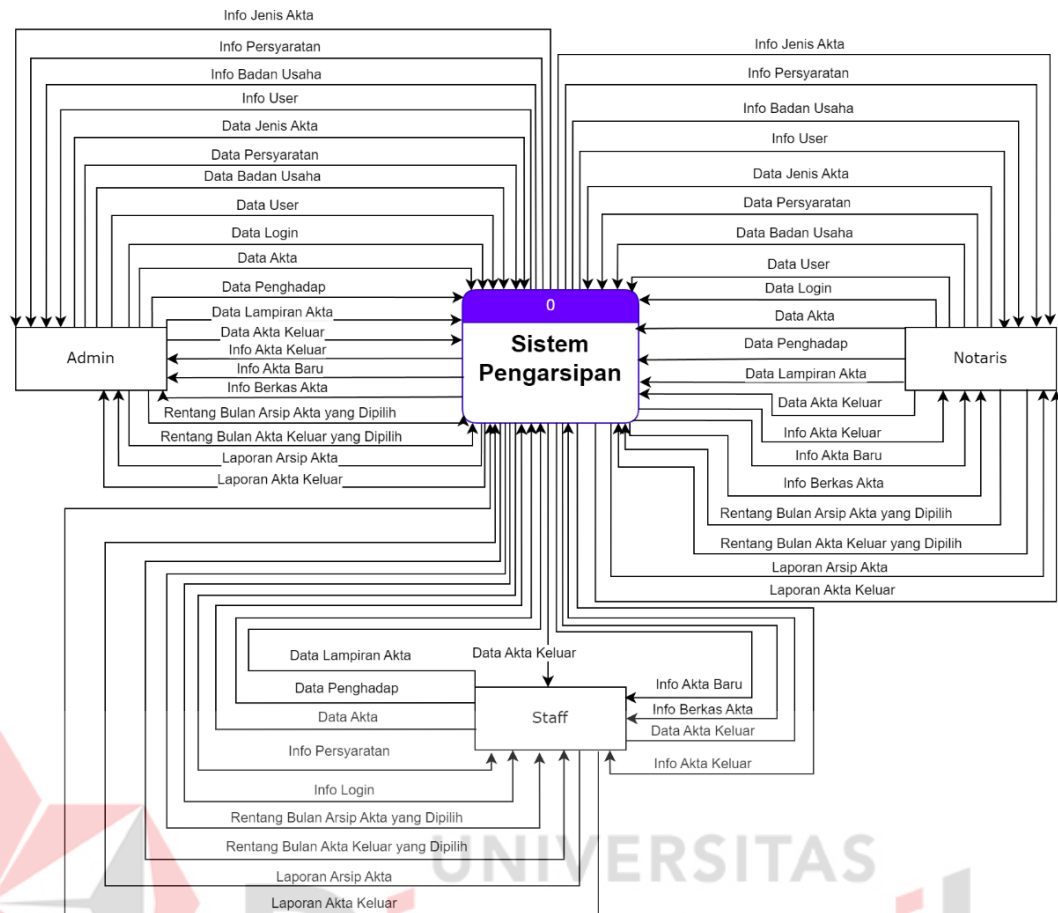 Info Jenis Akta
Info Persyaratan
Info Badan Usaha
Info User
Data Jenis Akta
Data Persyaratan
Data Badan Usaha
Data User
Data Login
Data Akta
Data Penghadap
Data Lampiran Akta
Data Akta Keluar
Info Akta Keluar
Info Akta Baru
Info Berkas Akta
Rentang Bulan Arsip Akta yang Dipilih
Rentang Bulan Akta Keluar yang Dipilih
Laporan Arsip Akta
Laporan Akta Keluar
Admin
0
Sistem
Pengarsipan
Info Jenis Akta
Info Persyaratan
Info Badan Usaha
Info User
Data Jenis Akta
Data Persyaratan
Data Badan Usaha
Data User
Data Login
Data Akta
Data Penghadap
Data Lampiran Akta
Data Akta Keluar
Info Akta Keluar
Info Akta Baru
Info Berkas Akta
Rentang Bulan Arsip Akta yang Dipilih
Rentang Bulan Akta Keluar yang Dipilih
Laporan Arsip Akta
Laporan Akta Keluar
Notaris
Data Lampiran Akta
Data Penghadap
Data Akta
Info Persyaratan
Info Login
Rentang Bulan Arsip Akta yang Dipilih
Rentang Bulan Akta Keluar yang Dipilih
Laporan Arsip Akta
Laporan Akta Keluar
Data Akta Keluar
Staff
Info Akta Baru
Info Berkas Akta
Data Akta Keluar
Info Akta Keluar
UNIVERSITAS